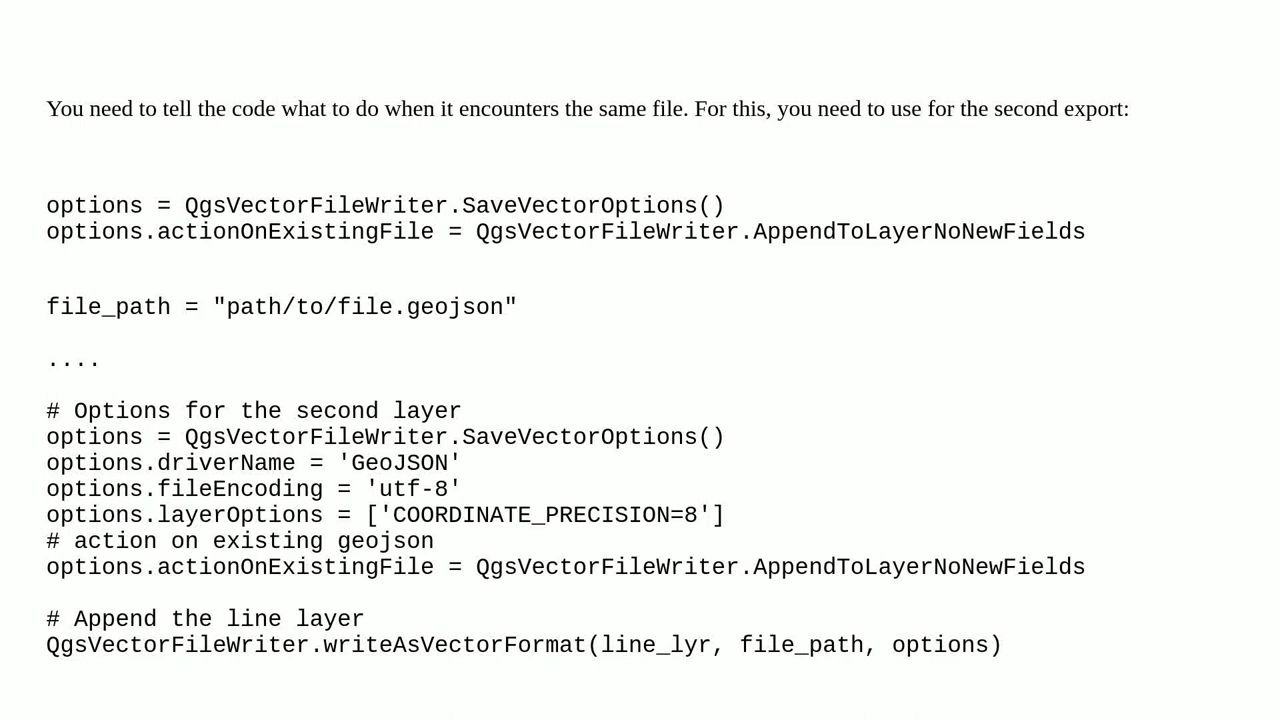 You need to tell the code what to do when it encounters the same file. For this, you need to use for the second export:
options = QgsVectorFileWriter.SaveVectorOptions()
options.actionOnExistingFile = QgsVectorFileWriter.AppendToLayerNoNewFields
file_path = "path/to/file.geojson"
....
# Options for the second layer
options = QgsVectorFileWriter.SaveVectorOptions()
options.driverName = 'GeoJSON'
options.fileEncoding = 'utf-8'
options.layerOptions = ['COORDINATE_PRECISION=8']
# action on existing geojson
options.actionOnExistingFile = QgsVectorFileWriter.AppendToLayerNoNewFields
# Append the line layer
QgsVectorFileWriter.writeAsVectorFormat(line_lyr, file_path, options)